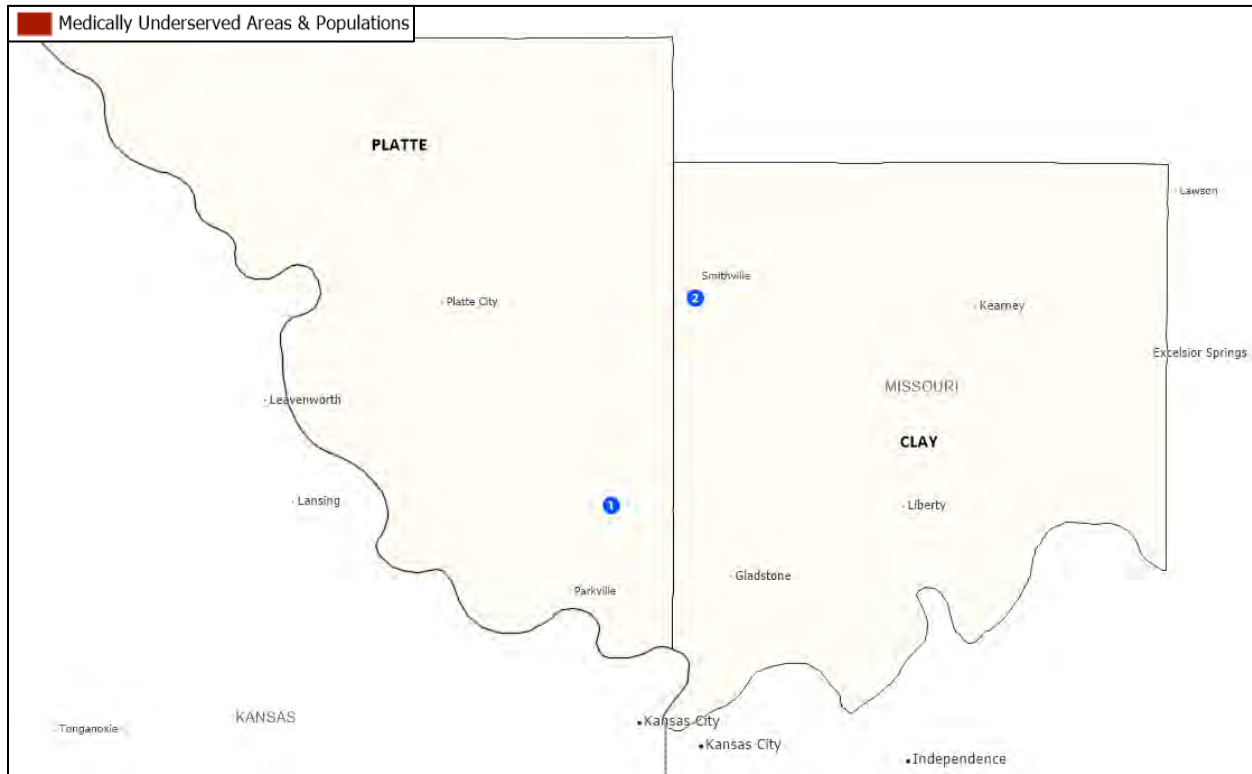 Medically Underserved Areas & Populations
PLATTE
Lawson
Smithville
2
Platte City
Kearney
Excelsior Springs
MISSOURI
Leavenworth
CLAY
Lansing
1
Liberty
Gladstone
Parkville
KANSAS
Tonganoxie
Kansas City
Kansas City
Independence